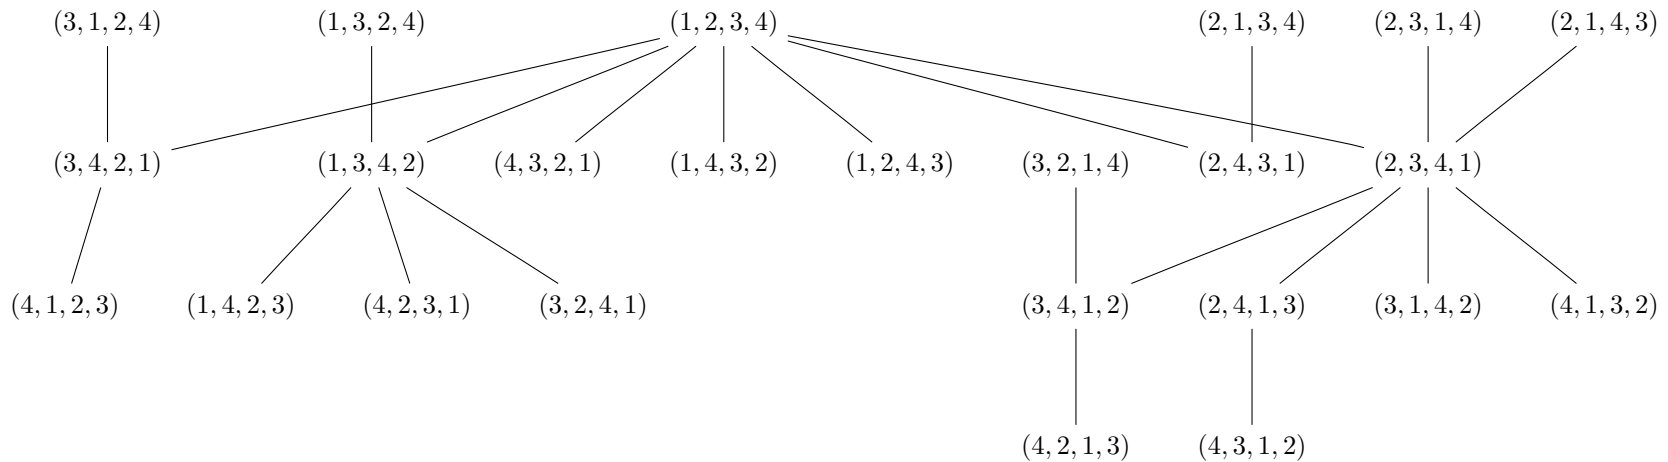 (3, 1, 2, 4) (1, 3, 2, 4) (1, 2, 3, 4) (2, 1, 3, 4) (2, 3, 1, 4) (2, 1, 4, 3)
(3, 4, 2, 1) (1, 3, 4, 2) (4, 3, 2, 1) (1, 4, 3, 2) (1, 2, 4, 3) (3, 2, 1, 4) (2, 4, 3, 1) (2, 3, 4, 1)
(4, 1, 2, 3) (1, 4, 2, 3) (4, 2, 3, 1) (3, 2, 4, 1) (3, 4, 1, 2) (2, 4, 1, 3) (3, 1, 4, 2) (4, 1, 3, 2)
(4, 2, 1, 3) (4, 3, 1, 2)